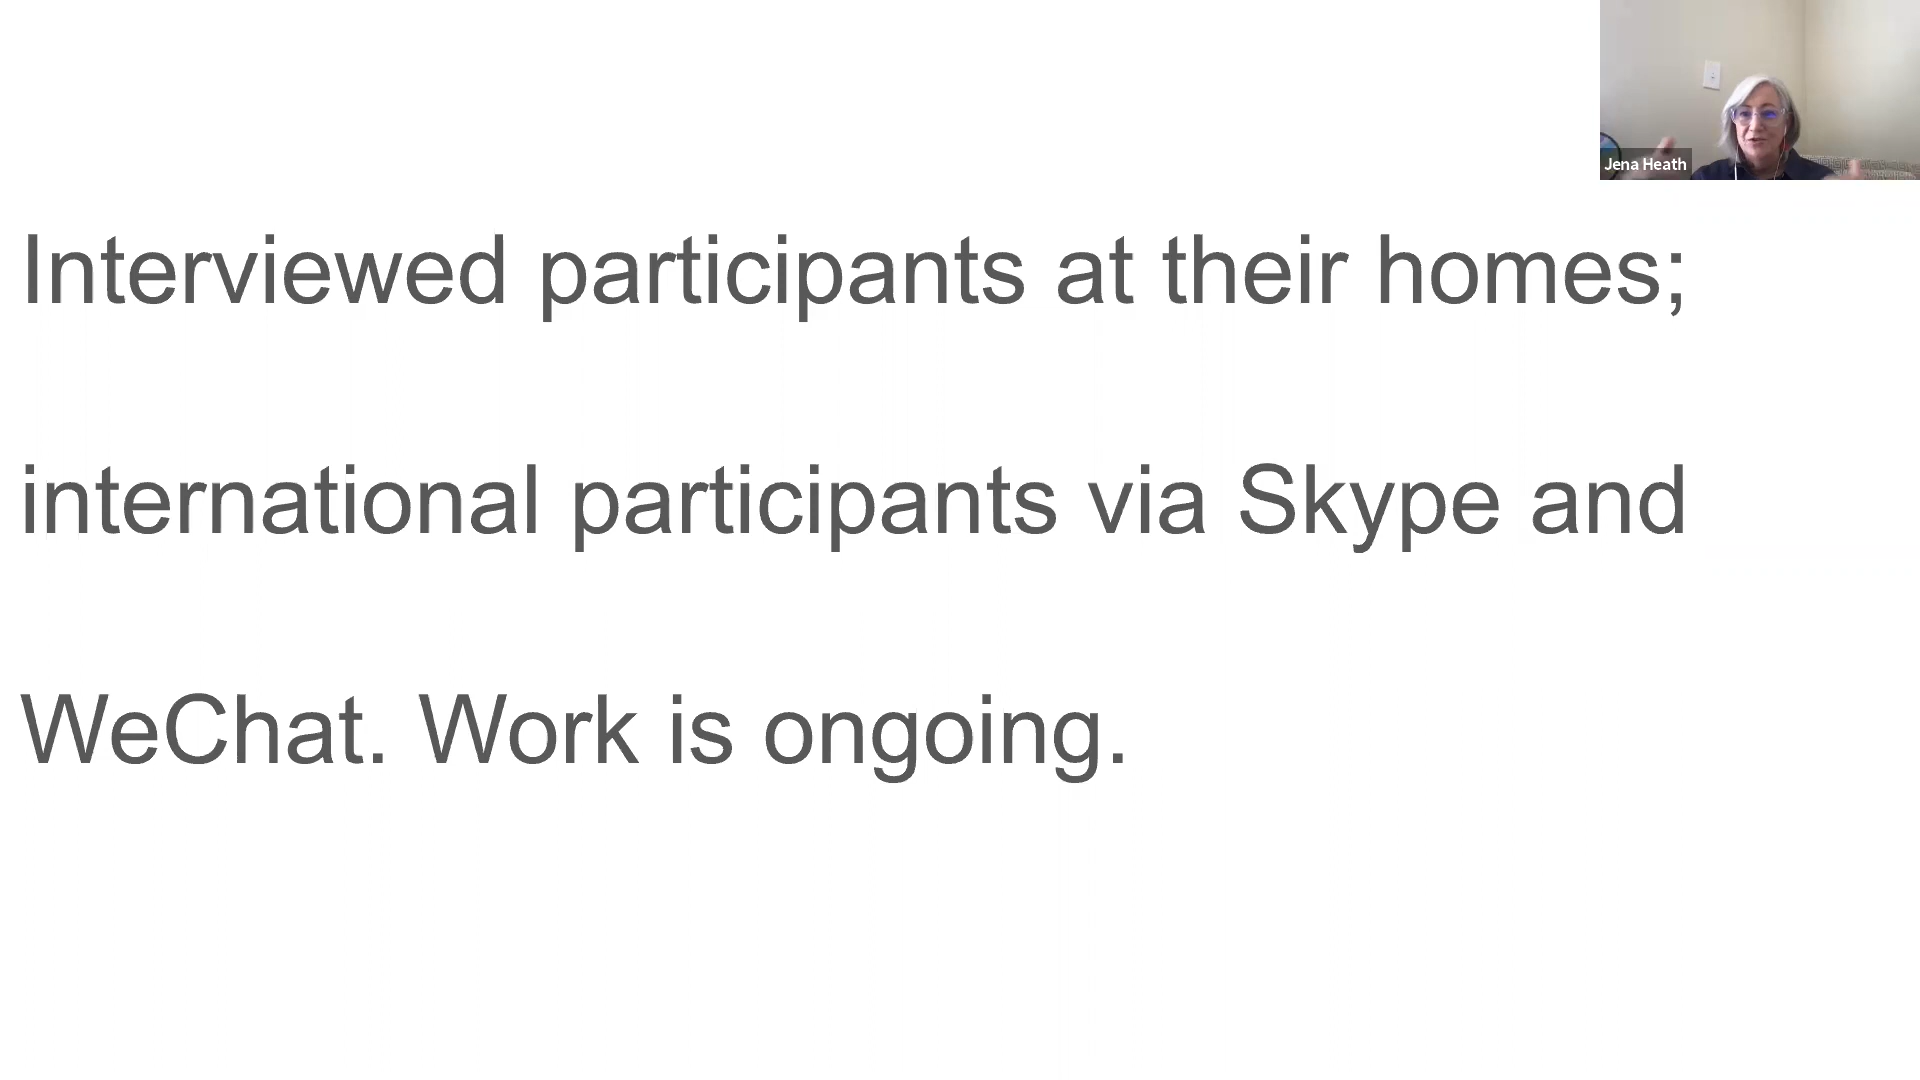 Jena Heath
Interviewed participants at their homes;
international participants via Skype and
WeChat. Work is ongoing.